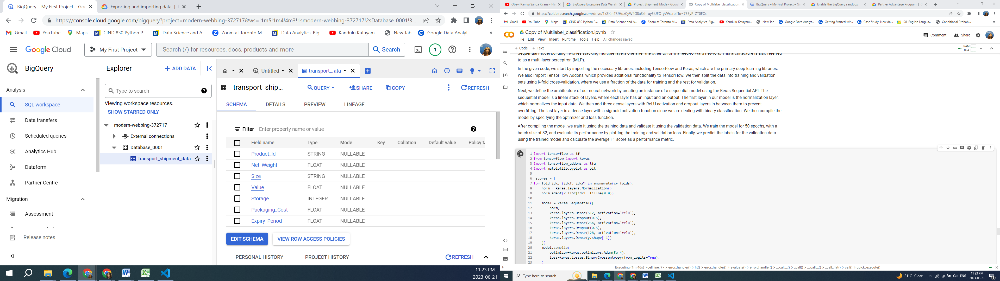 BigQuery – My First Project – Goo
Exporting and importing data |
https://console.cloud.google.com/bigquery?project=modern-webbing-372717&ws=!1m5!1m4!4m3!1smodern-webbing-372717!2sDatabase_0001!3...
Gmail
YouTube
Maps
CIND 830 Python P...
Data Science and A...
Zoom at Toronto M...
Data Analytics, Big...
Kandulu Katayam...
New Tab
Google Data Analyt...
»
Google Cloud
My First Project
Search (/) for resources, docs, products and more
Search
1
BigQuery
Analysis
SQL workspace
Data transfers
Scheduled queries
Analytics Hub
Dataform
Partner Centre
Migration
Assessment
Release notes
Explorer
+ ADD DATA
Type to search
Viewing workspace resources.
SHOW STARRED ONLY
modern-webbing-372717
External connections
Database_0001
transport_shipment_data
Untitled
transport...ata
transport_ship...
QUERY
SHARE
COPY
REFRESH
SCHEMA
DETAILS
PREVIEW
LINEAGE
Filter Enter property name or value
Field name Type Mode Key Collation Default value Policy ta
Product_Id STRING NULLABLE
Net_Weight FLOAT NULLABLE
Size STRING NULLABLE
Value FLOAT NULLABLE
Storage INTEGER NULLABLE
Packaging_Cost FLOAT NULLABLE
Expiry_Period FLOAT NULLABLE
EDIT SCHEMA
VIEW ROW ACCESS POLICIES
PERSONAL HISTORY
PROJECT HISTORY
REFRESH
11:23 PM
2023-06-21
Obayi Ramya Sanda Kirana - Na
BigQuery Enterprise Data Wareh
Project_Shipment_Mode - Goog
Copy of Multilabel_classification
BigQuery – My First Project – Go
Enable the BigQuery sandbox |
Partner Advantage Program |
https://colab.research.google.com/drive/1kZKin47JHdzCyW4G8aSxh_uy5kJFO_yV#scrollTo=753yP_ZT0FCs
Gmail
YouTube
Maps
CIND 830 Python P...
Data Science and A...
Zoom at Toronto M...
Data Analytics, Big...
Kandulu Katayam...
New Tab
Google Data Analyt...
Getting Started wit...
Case Study: New da...
IXL English Langua...
Conditional Probab...
»
Copy of Multilabel_classification.ipynb
File Edit View Insert Runtime Tools Help All changes saved
Comment
Share
+ Code + Text
RAM
Disk
Sequential model building involves stacking multiple layers one after the other to form a feed-forward network. This architecture is also referred
to as a multi-layer perceptron (MLP).
In the given code, we start by importing the necessary libraries, including TensorFlow and Keras, which are the primary deep learning libraries.
We also import TensorFlow Addons, which provides additional functionality to TensorFlow. We then split the data into training and validation
sets using K-fold cross-validation, where we use a fraction of the data for training and the rest for validation.
Next, we define the architecture of our neural network by creating an instance of a sequential model using the Keras Sequential API. The
sequential model is a linear stack of layers, where each layer has an input and an output. The first layer in our model is the normalization layer,
which normalizes the input data. We then add three dense layers with ReLU activation and dropout layers in between them to prevent
overfitting. The last layer is a dense layer with a sigmoid activation function since we are dealing with binary classification. We then compile the
model by specifying the optimizer and loss function.
After compiling the model, we train it using the training data and validate it using the validation data. We train the model for 50 epochs, with a
batch size of 32, and evaluate its performance by plotting the training and validation loss. Finally, we predict the labels for the validation data
using the trained model and calculate the average F1 score as a performance metric.
1 import tensorflow as tf
2 from tensorflow import keras
3 import tensorflow_addons as tfa
4 import matplotlib.pyplot as plt
5
6 _scores = []
7 for fold_idx, (idxT, idxV) in enumerate(cv_folds):
8 norm = keras.layers.Normalization()
9 norm.adapt(x.iloc[idxT].fillna(0.0))
10
11 model = keras.Sequential([
12 norm,
13 keras.layers.Dense(512, activation='relu'),
14 keras.layers.Dropout(0.5),
15 keras.layers.Dense(256, activation='relu'),
16 keras.layers.Dropout(0.5),
17 keras.layers.Dense(128, activation='relu'),
18 keras.layers.Dense(y.shape[-1])
19 ])
20 model.compile(
21 optimizer=keras.optimizers.Adam(5e-4),
22 loss=keras.losses.BinaryCrossentropy(from_logits=True),
23 )
Executing (1m 46s) <cell line: 7> > error_handler() > fit() > error_handler() > evaluate() > error_handler() > __call__() > _call() > __call__() > _call_flat() > call() > quick_execute()
Type here to search
21°C Clear
ENG
11:23 PM
2023-06-21